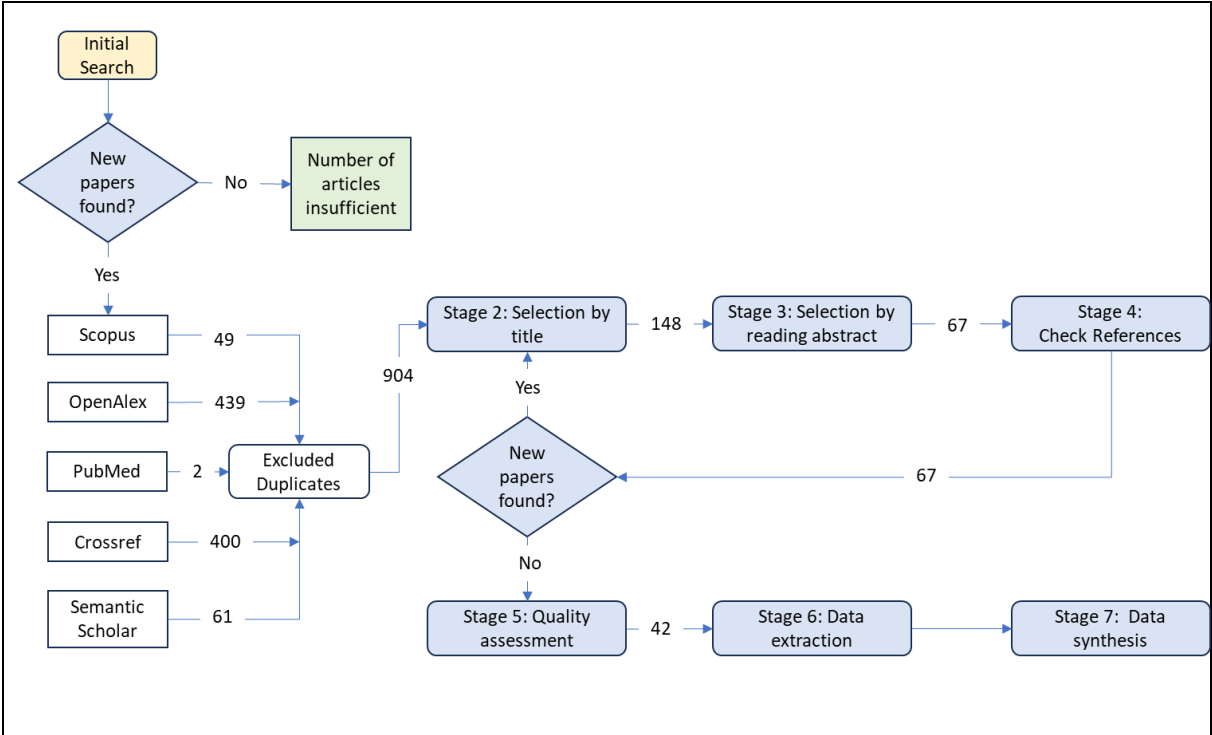 Initial
Search
New
papers
found?
No
Number of
articles
insufficient
Yes
Scopus
49
OpenAlex
439
PubMed
2
Crossref
400
Semantic
Scholar
61
Excluded
Duplicates
904
Stage 2: Selection by
title
148
Stage 3: Selection by
reading abstract
67
Stage 4:
Check References
67
New
papers
found?
Yes
No
Stage 5: Quality
assessment
42
Stage 6: Data
extraction
Stage 7: Data
synthesis